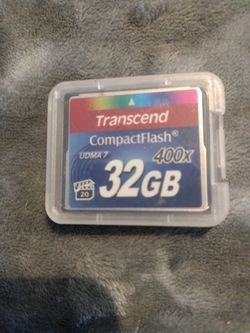 Transcend
CompactFlash®
UDMA 7
400x
20
32GB